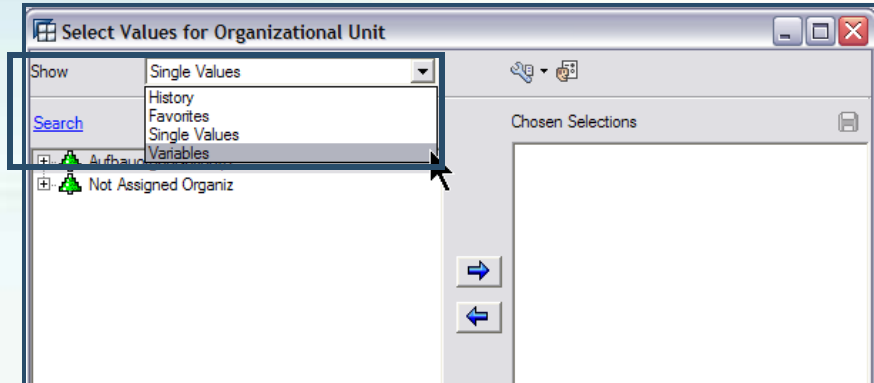 Select Values for Organizational Unit
Show Single Values
History
Favorites
Single Values
Variables
Search
Chosen Selections
Not Assigned Organiz